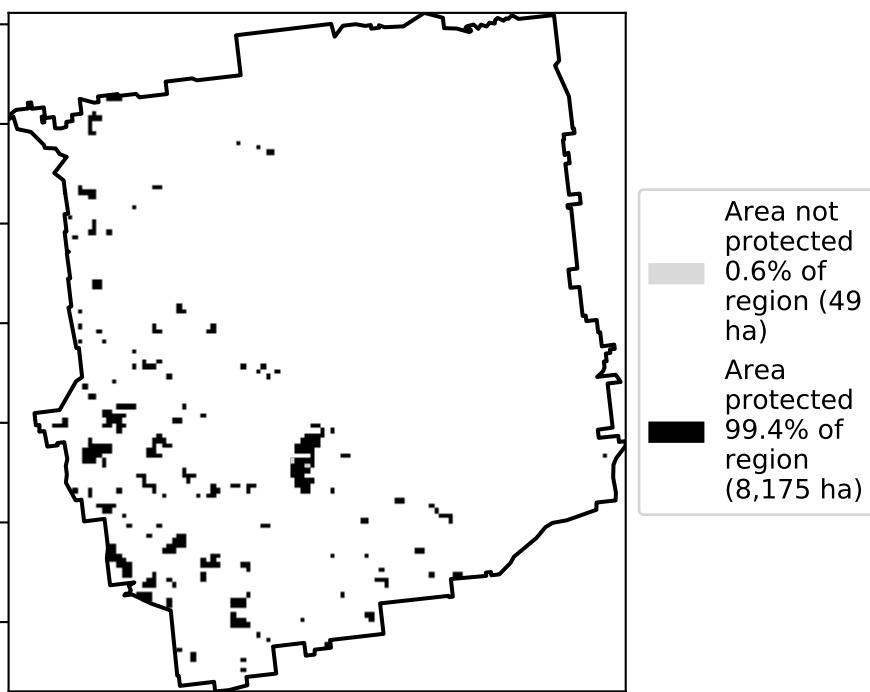 Area not
protected
0.6% of
region (49
ha)
Area
protected
99.4% of
region
(8,175 ha)